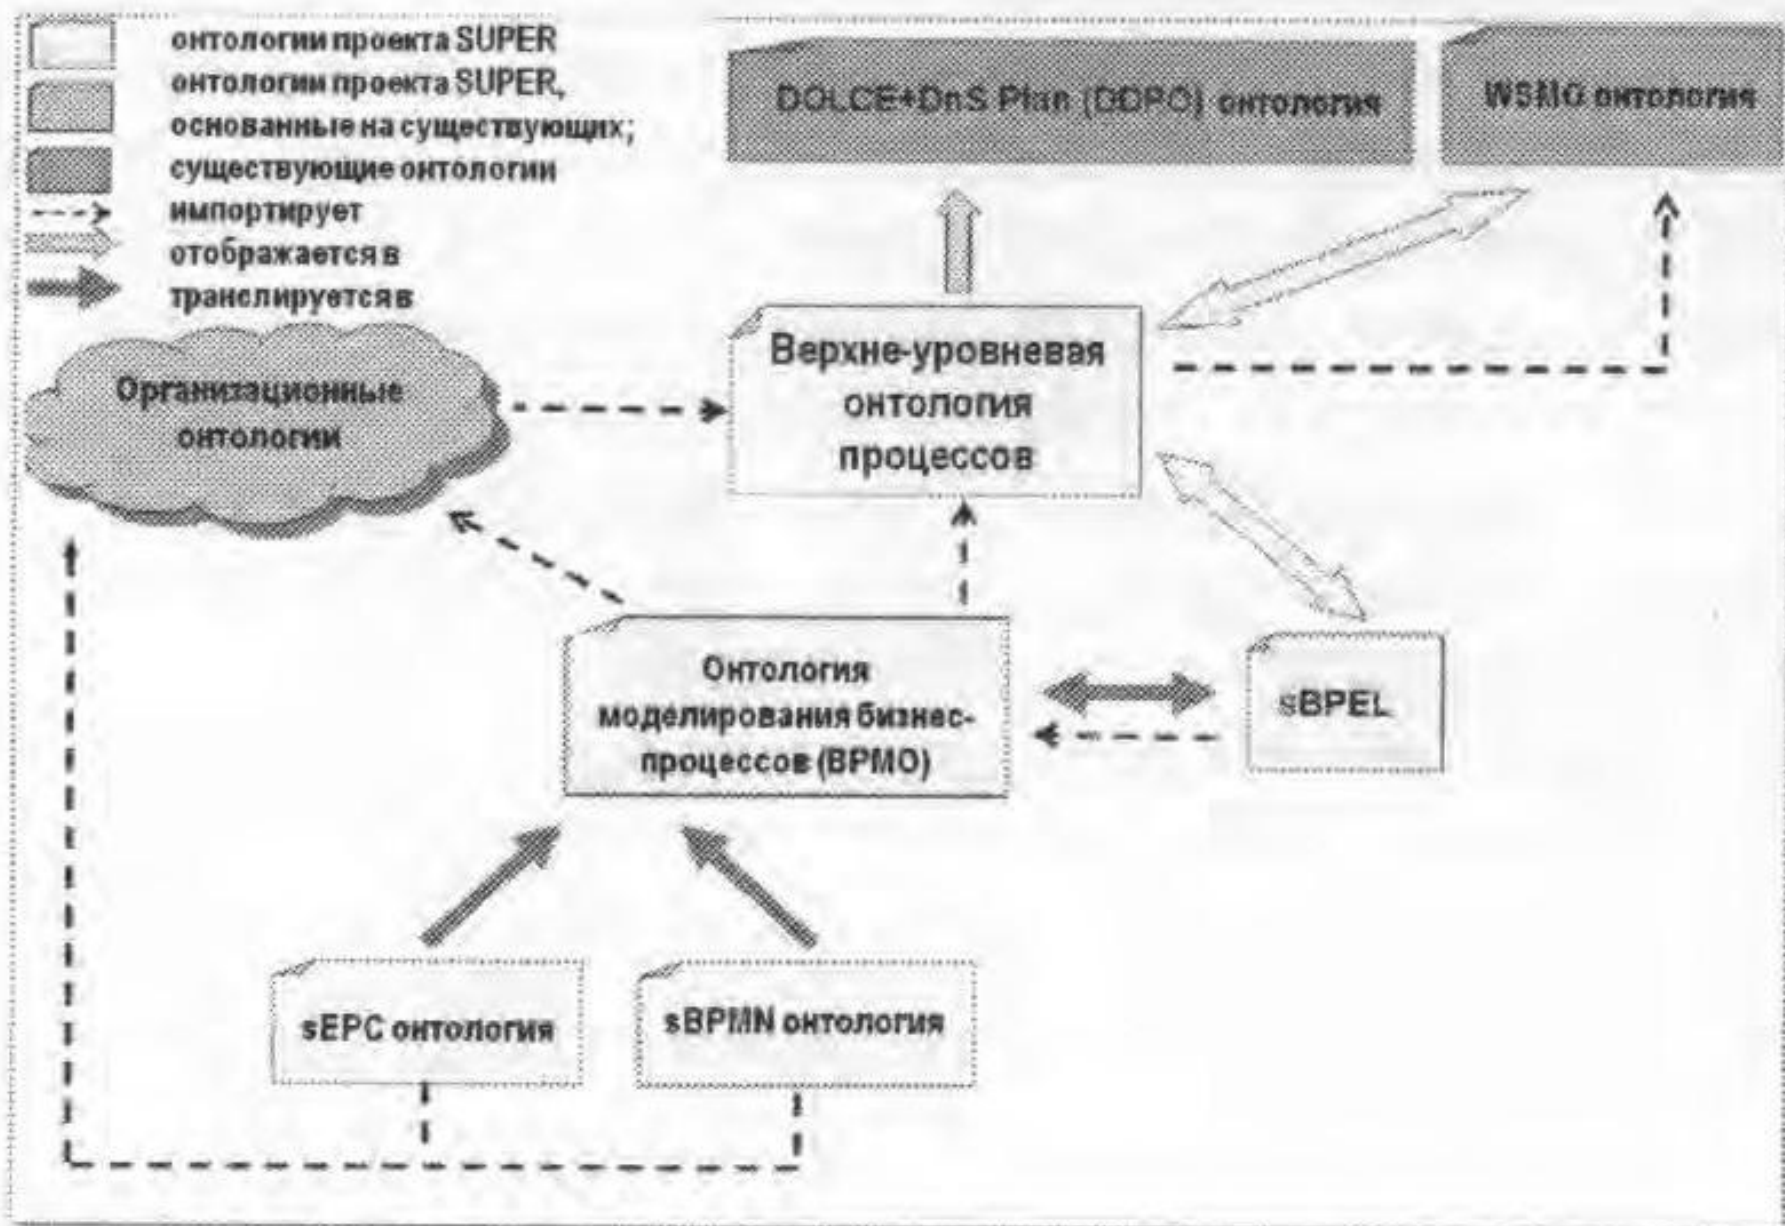 онтологии проекта SUPER
онтологии проекта SUPER,
основанные на существующих;
существующие онтологии
импортирует
отображается в
транслируется в
DOLCE+DnS Plan (DDPO) онтология
WSMO онтология
Верхне-уровневая
онтология
процессов
Организационные
онтологии
Онтология
моделирования бизнес-
процессов (BPMO)
sBPEL
sEPC онтология
sBPMN онтология